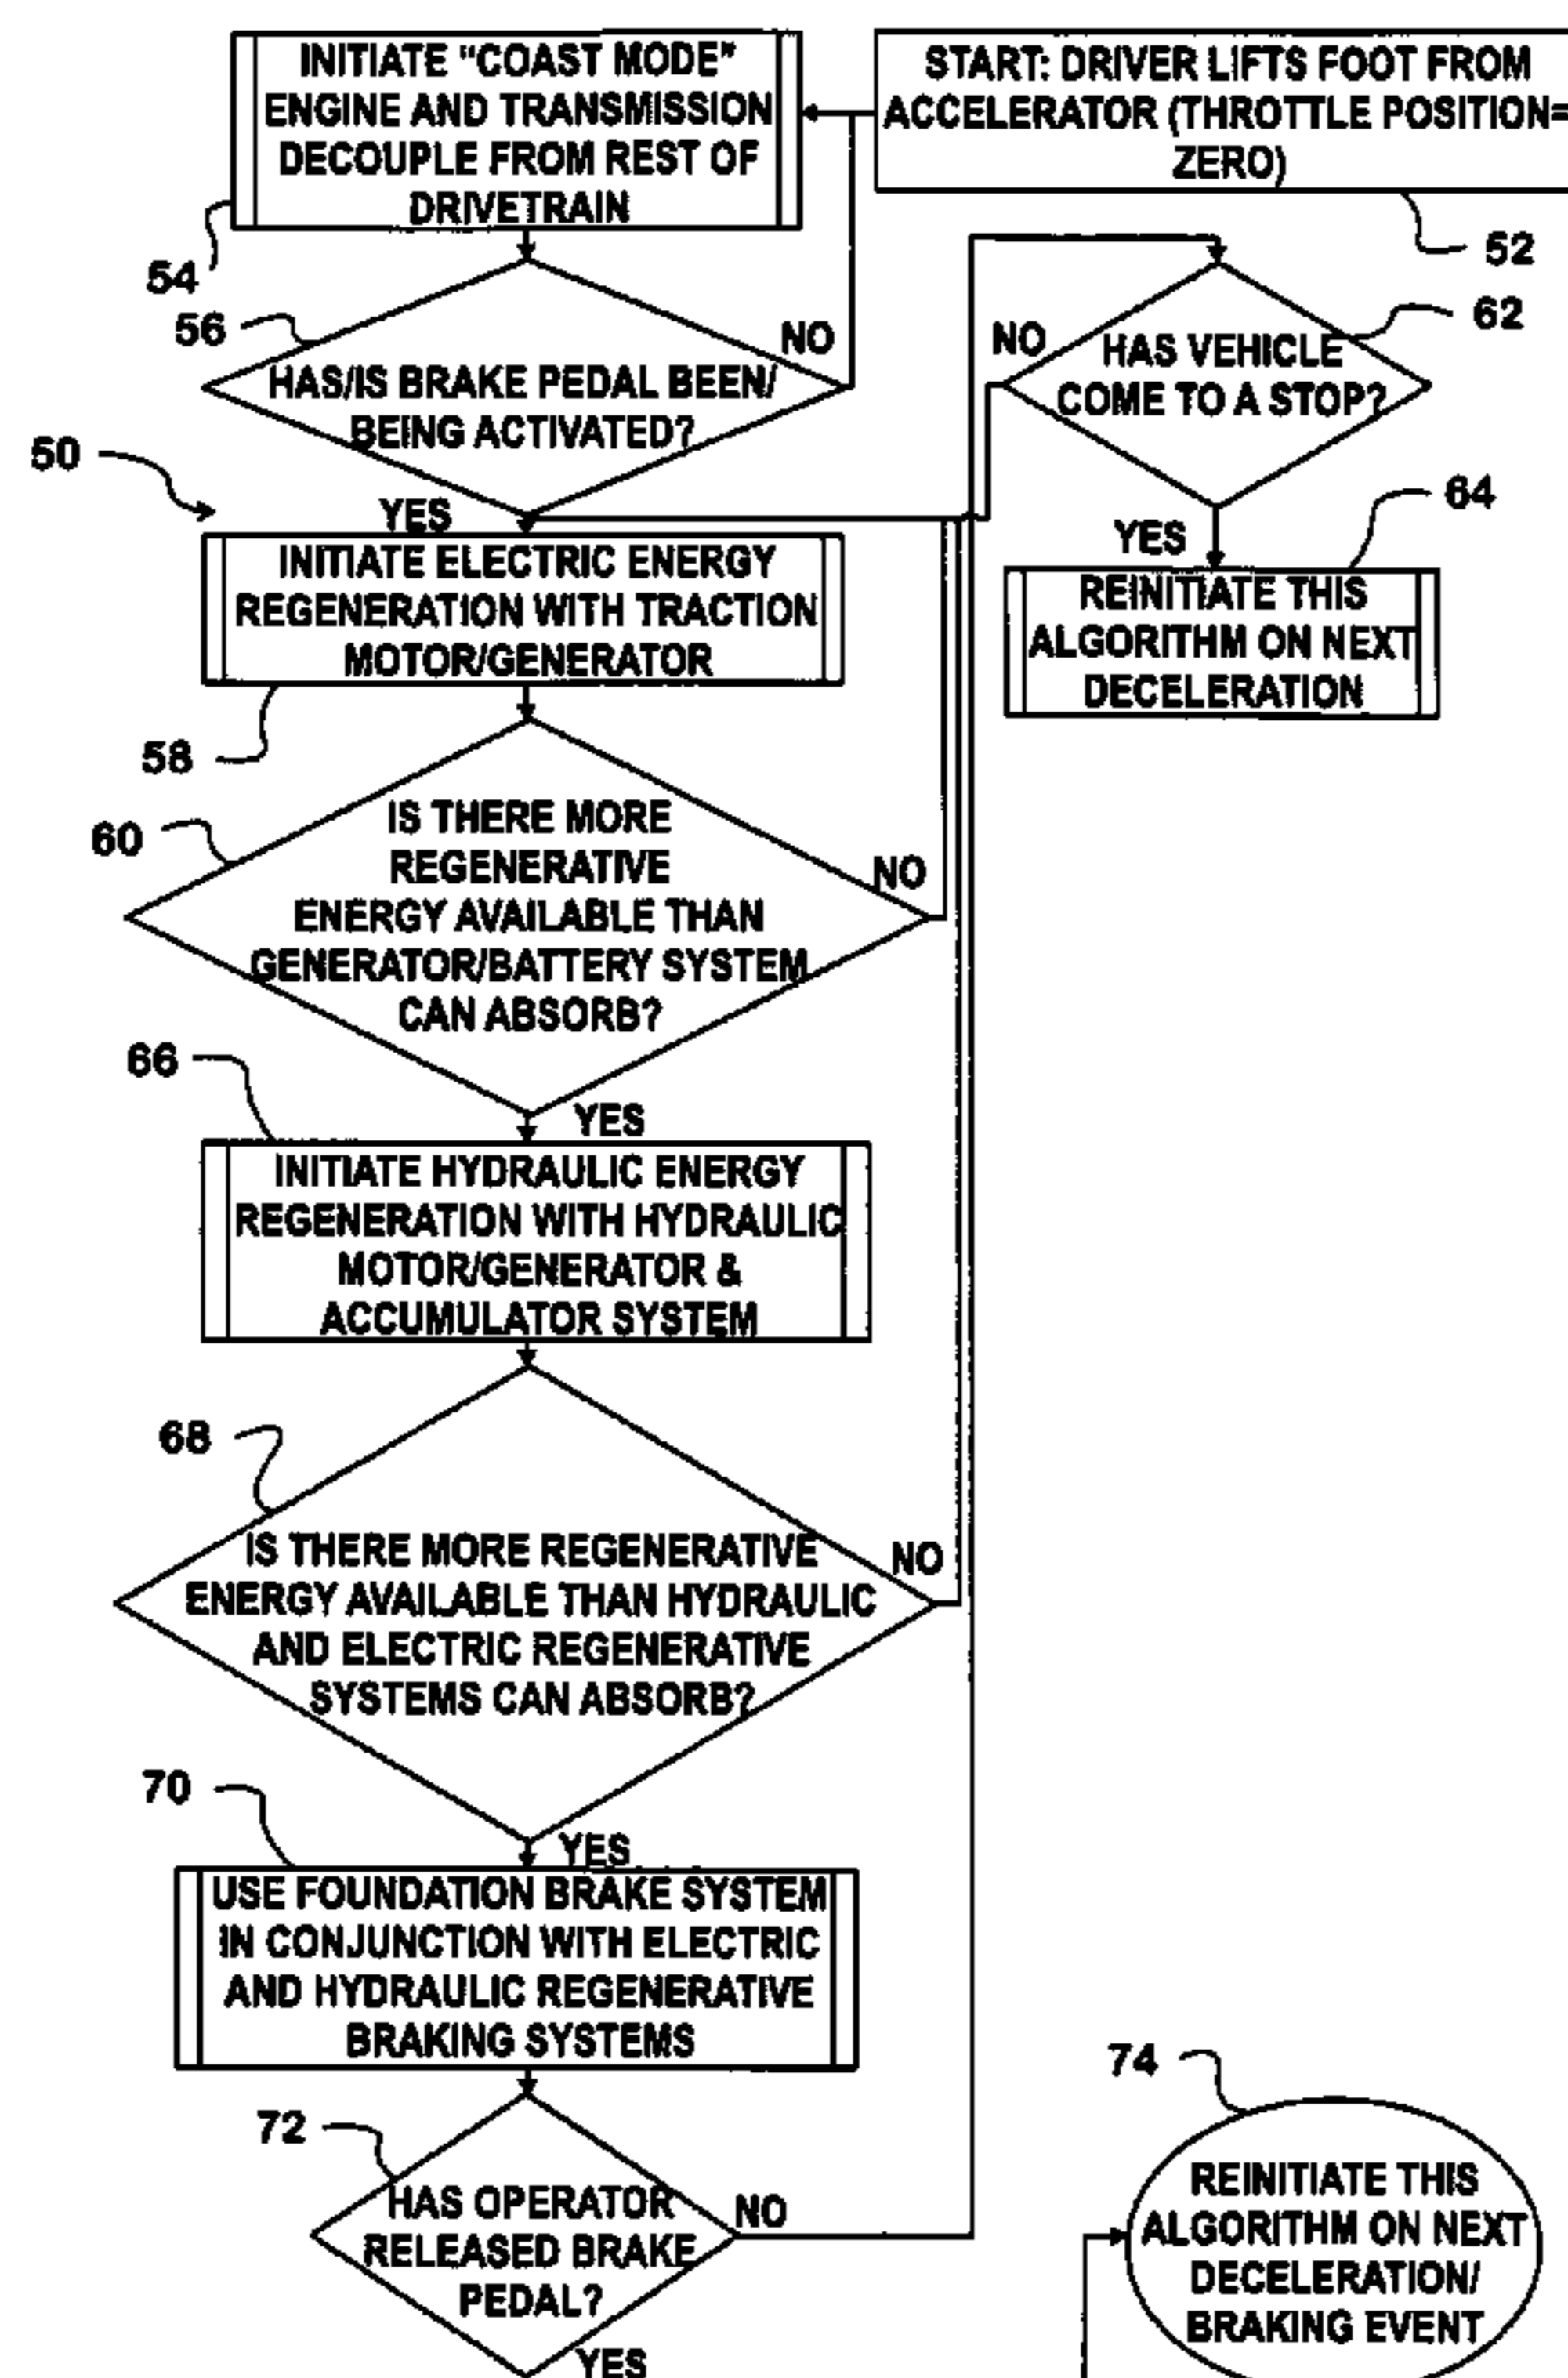 INITIATE “COAST MODE”
ENGINE AND TRANSMISSION
DECOUPLE FROM REST OF
DRIVETRAIN
54
START: DRIVER LIFTS FOOT FROM
ACCELERATOR (THROTTLE POSITION=
ZERO)
52
56
HAS/IS BRAKE PEDAL BEEN/
BEING ACTIVATED?
NO
YES
50
62
HAS VEHICLE
COME TO A STOP?
NO
YES
64
REINITIATE THIS
ALGORITHM ON NEXT
DECELERATION
INITIATE ELECTRIC ENERGY
REGENERATION WITH TRACTION
MOTOR/GENERATOR
58
60
IS THERE MORE
REGENERATIVE
ENERGY AVAILABLE THAN
GENERATOR/BATTERY SYSTEM
CAN ABSORB?
NO
YES
66
INITIATE HYDRAULIC ENERGY
REGENERATION WITH HYDRAULIC
MOTOR/GENERATOR &
ACCUMULATOR SYSTEM
68
IS THERE MORE REGENERATIVE
ENERGY AVAILABLE THAN HYDRAULIC
AND ELECTRIC REGENERATIVE
SYSTEMS CAN ABSORB?
NO
YES
70
USE FOUNDATION BRAKE SYSTEM
IN CONJUNCTION WITH ELECTRIC
AND HYDRAULIC REGENERATIVE
BRAKING SYSTEMS
72
HAS OPERATOR
RELEASED BRAKE
PEDAL?
NO
YES
74
REINITIATE THIS
ALGORITHM ON NEXT
DECELERATION/
BRAKING EVENT